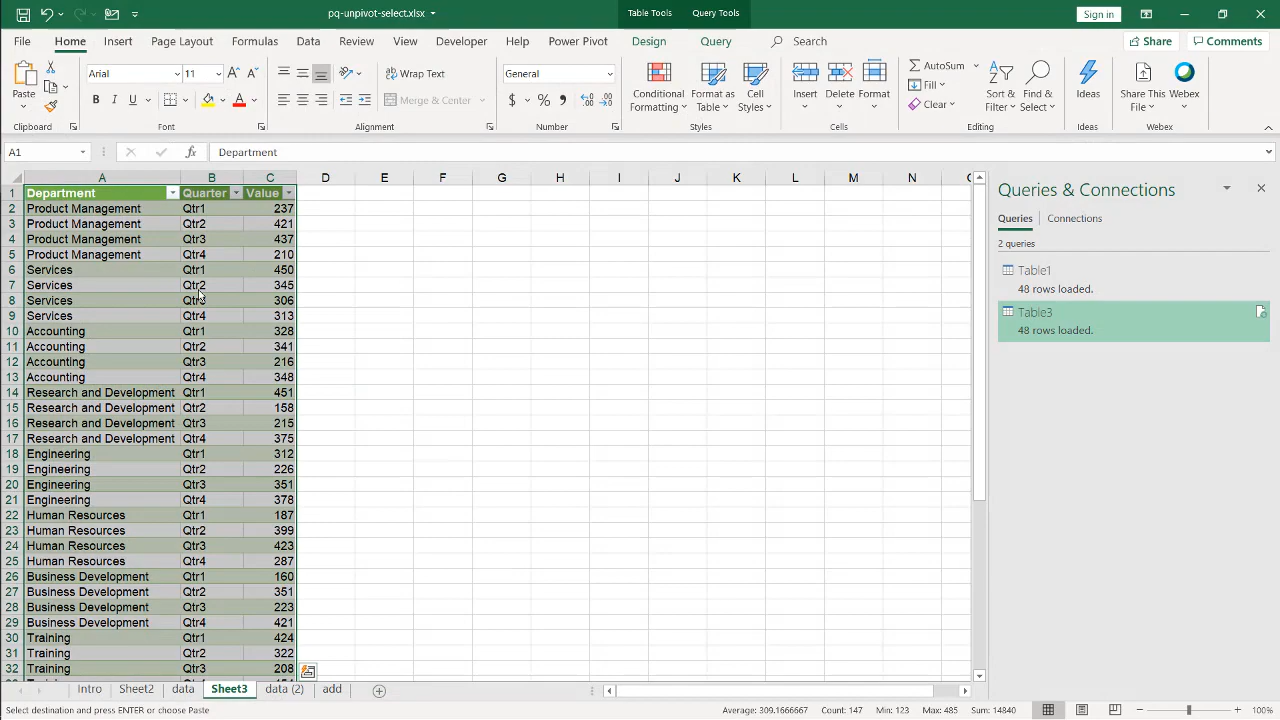 pq-unpivot-select.xlsx
Table Tools
Query Tools
Sign in
File Home Insert Page Layout Formulas Data Review View Developer Help Power Pivot Design Query Search Share Comments
Paste
Clipboard
Arial 11
B I U
A A
Font
Wrap Text
Merge & Center
Alignment
General
$ % ,
Number
Conditional Formatting
Format as Table
Cell Styles
Styles
Insert Delete Format
Cells
AutoSum
Fill
Clear
Sort & Filter
Find & Select
Editing
Ideas
Ideas
Share This File
Webex
Webex
A1 fx Department
A B C D E F G H I J K L M N
1 Department Quarter Value
2 Product Management Qtr1 237
3 Product Management Qtr2 421
4 Product Management Qtr3 437
5 Product Management Qtr4 210
6 Services Qtr1 450
7 Services Qtr2 345
8 Services Qtr3 306
9 Services Qtr4 313
10 Accounting Qtr1 328
11 Accounting Qtr2 341
12 Accounting Qtr3 216
13 Accounting Qtr4 348
14 Research and Development Qtr1 451
15 Research and Development Qtr2 158
16 Research and Development Qtr3 215
17 Research and Development Qtr4 375
18 Engineering Qtr1 312
19 Engineering Qtr2 226
20 Engineering Qtr3 351
21 Engineering Qtr4 378
22 Human Resources Qtr1 187
23 Human Resources Qtr2 399
24 Human Resources Qtr3 423
25 Human Resources Qtr4 287
26 Business Development Qtr1 160
27 Business Development Qtr2 351
28 Business Development Qtr3 223
29 Business Development Qtr4 421
30 Training Qtr1 424
31 Training Qtr2 322
32 Training Qtr3 208
Queries & Connections
Queries Connections
2 queries
Table1
48 rows loaded.
Table3
48 rows loaded.
Intro Sheet2 data Sheet3 data (2) add
Select destination and press ENTER or choose Paste
Average: 309.1666667 Count: 147 Min: 123 Max: 485 Sum: 14840
100%